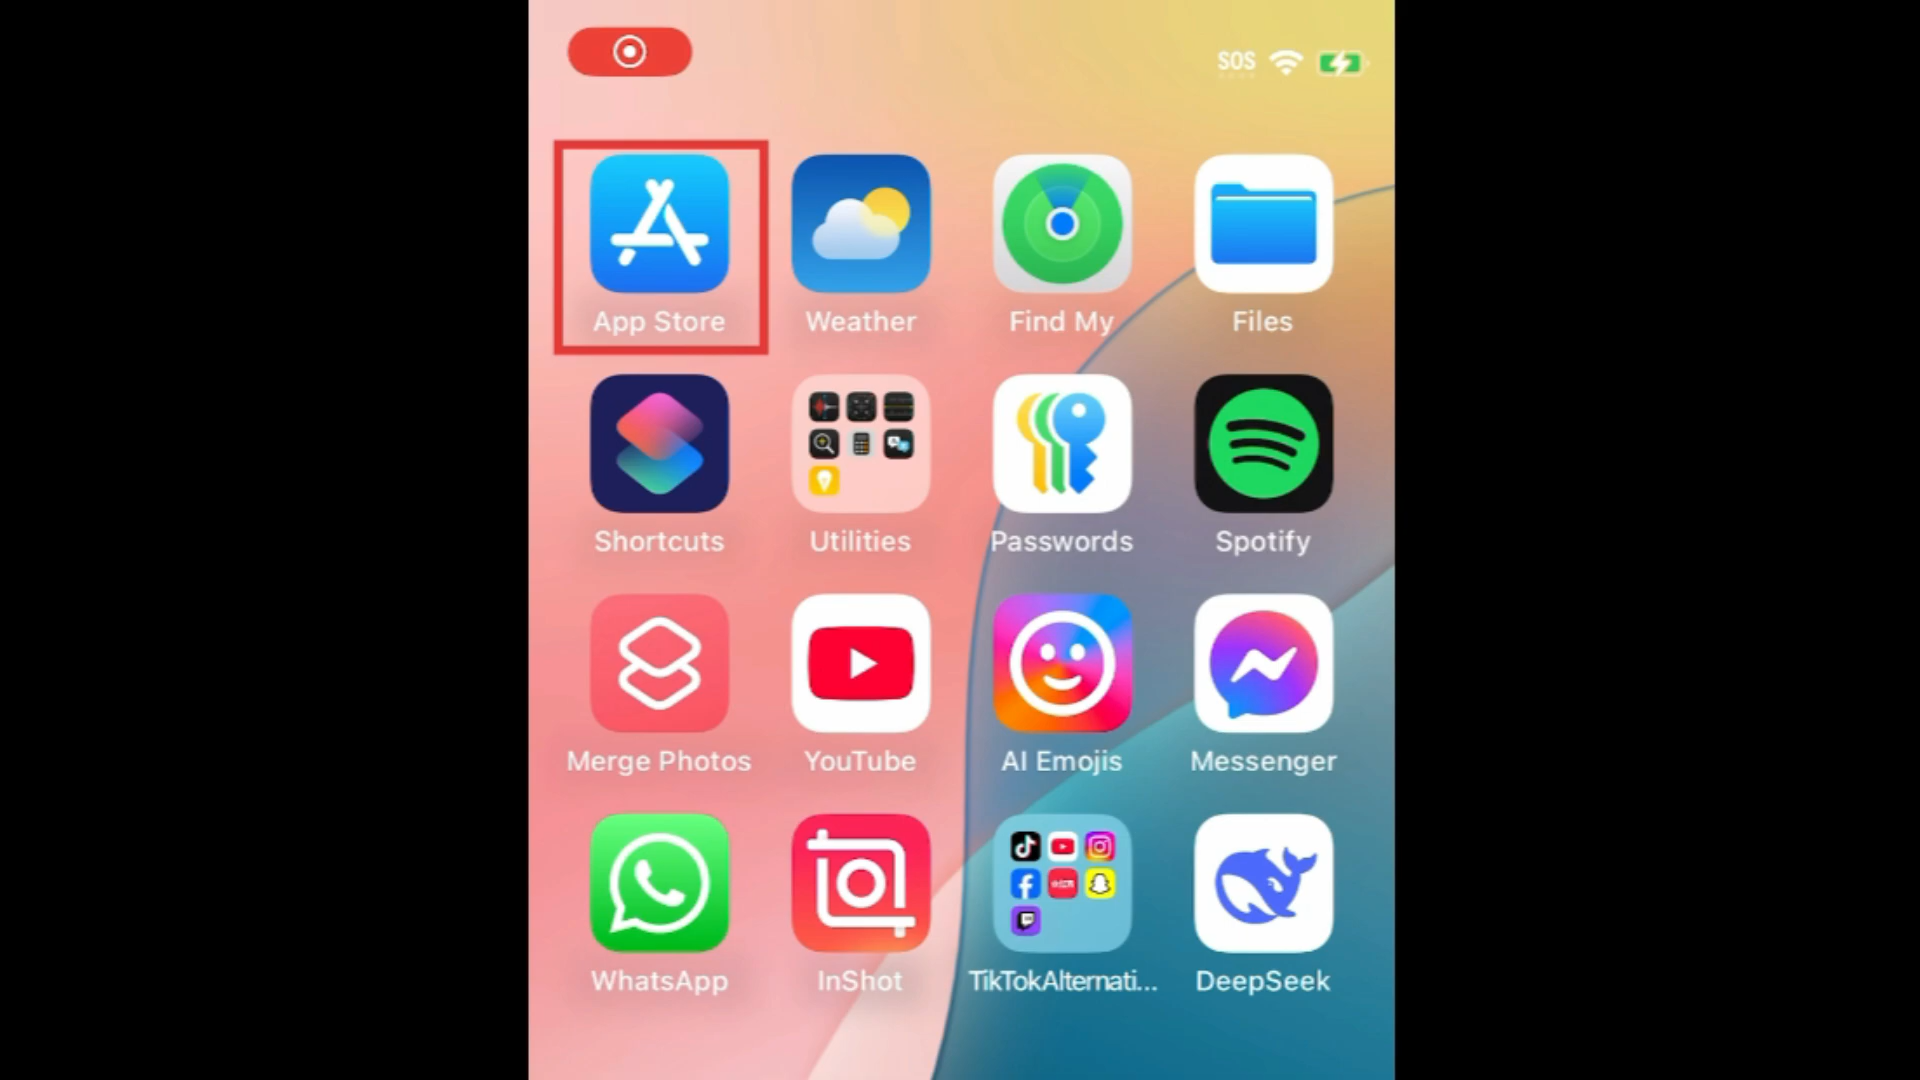 SOS
App Store Weather Find My Files
Shortcuts Utilities Passwords Spotify
Merge Photos YouTube AI Emojis Messenger
WhatsApp InShot TikTokAlternati... DeepSeek